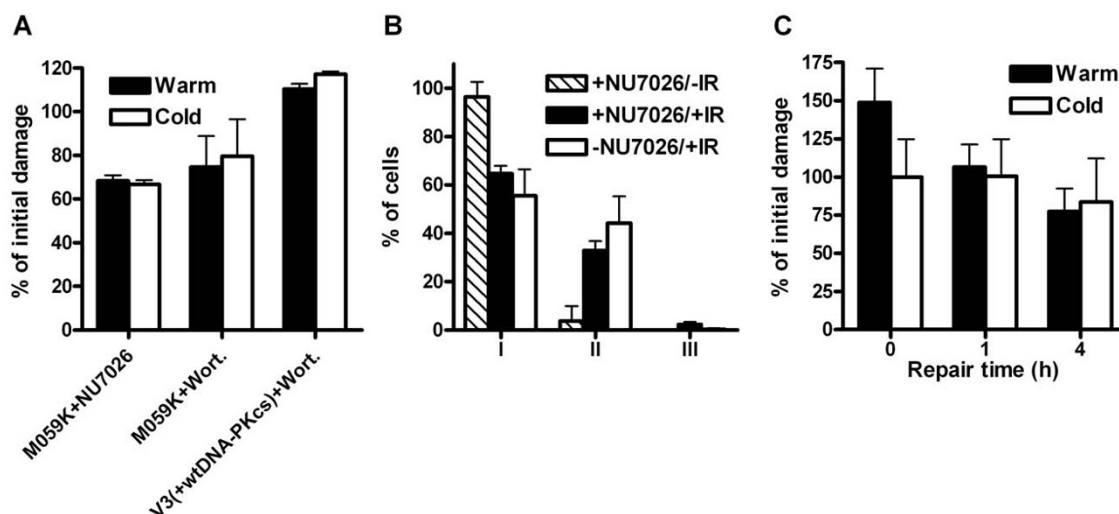 A
% of initial damage
120
100
80
60
40
20
0
Warm
Cold
M059K+NU7026
M059K+Wort.
V3(+wtDNA-PKcs)+Wort.
B
% of cells
100
80
60
40
20
0
+NU7026/-IR
+NU7026/+IR
-NU7026/+IR
I
II
III
C
% of initial damage
175
150
125
100
75
50
25
0
Warm
Cold
0
1
4
Repair time (h)